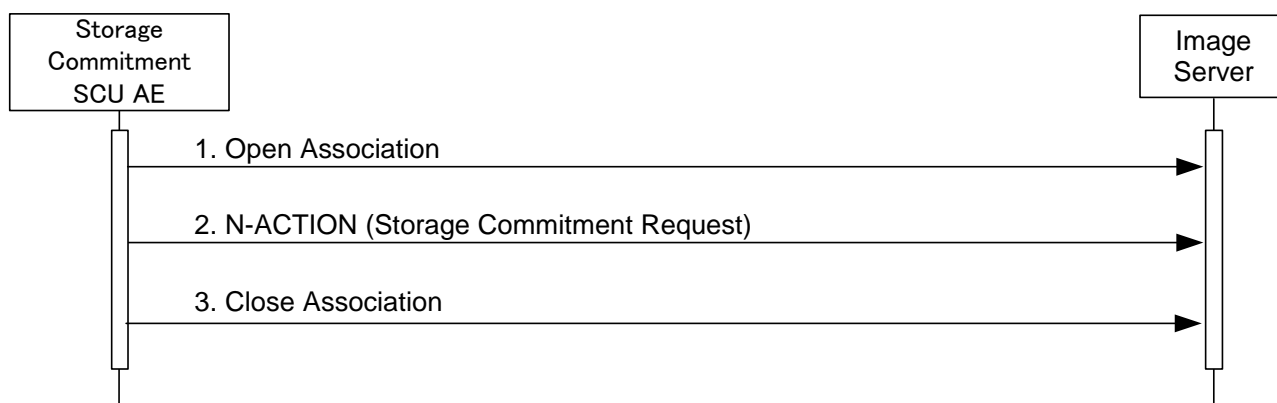 Storage
Commitment
SCU AE
Image
Server
1. Open Association
2. N-ACTION (Storage Commitment Request)
3. Close Association